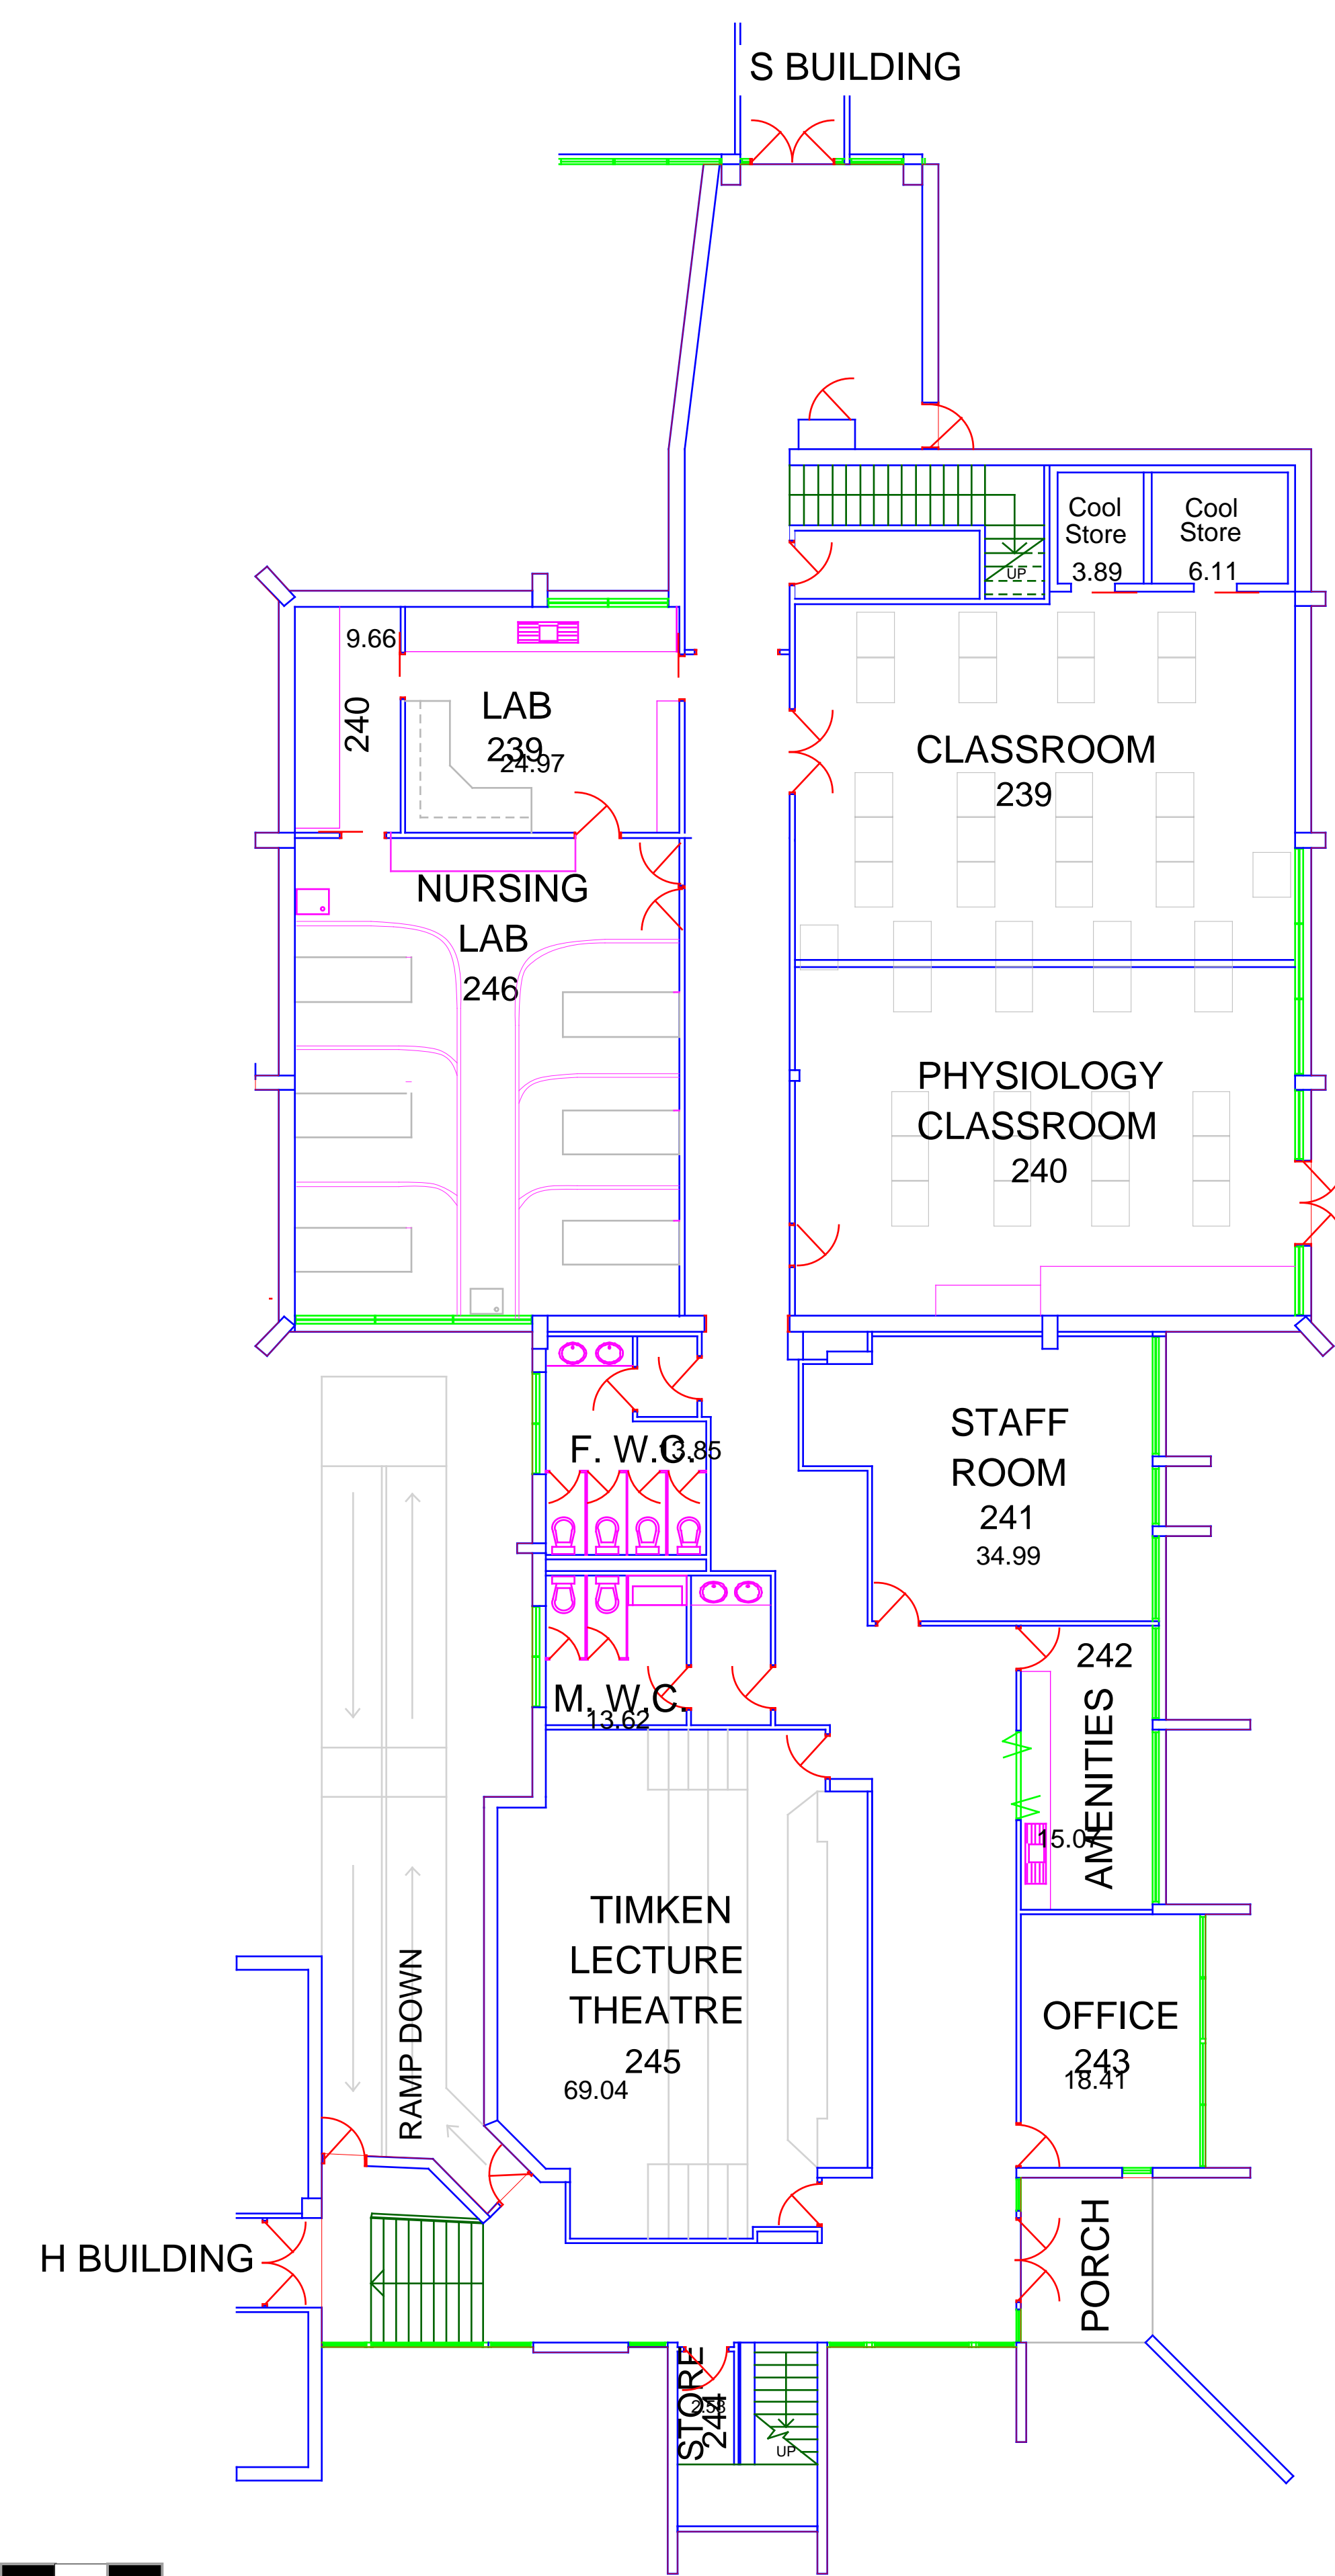 S BUILDING
Cool
Store
3.89
Cool
Store
6.11
UP
9.66
240
LAB
239
24.97
CLASSROOM
239
NURSING
LAB
246
PHYSIOLOGY
CLASSROOM
240
STAFF
ROOM
241
34.99
F. W.C.
13.85
M. W.C.
13.62
242
AMENITIES
15.07
TIMKEN
LECTURE
THEATRE
245
69.04
RAMP DOWN
OFFICE
243
18.41
H BUILDING
PORCH
STORE
244
2.58
UP